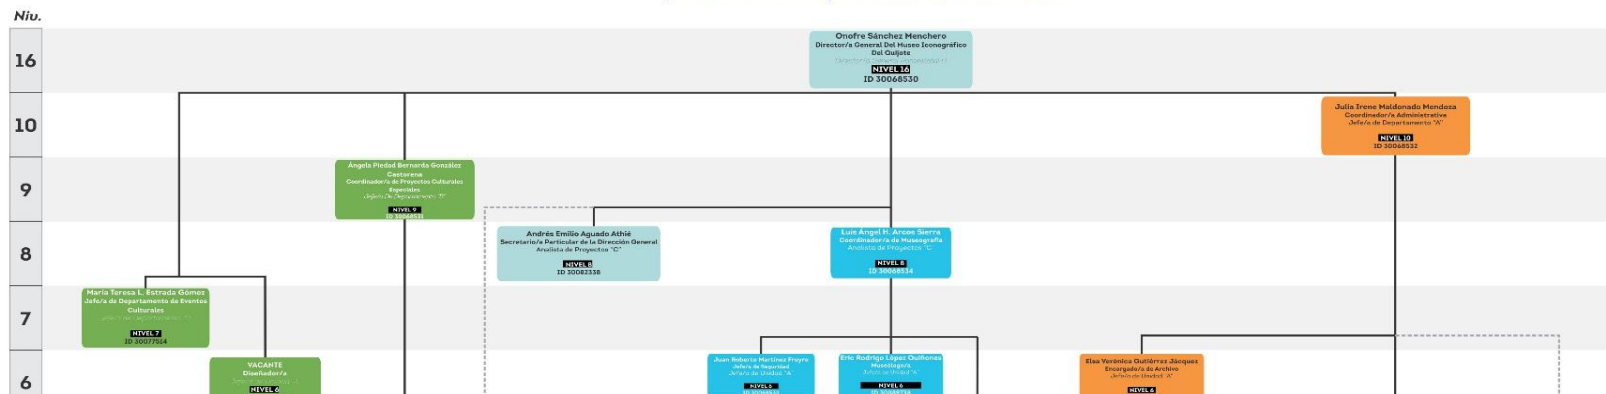 Niv.
16
10
9
8
7
6
Onofre Sánchez Menchero
Director/a General Del Museo Iconográfico
Del Quijote
NIVEL 16
ID 30068530
Julia Irene Maldonado Mendoza
Coordinador/a Administrativa
Jefe/a de Departamento "A"
NIVEL 10
ID 30068532
Ángela Piedad Bernarda González
Castorena
Coordinador/a de Proyectos Culturales
Especiales
NIVEL 9
ID 30068531
Andrés Emilio Aguado Athié
Secretario/a Particular de la Dirección General
Analista de Proyectos "C"
NIVEL 8
ID 30082338
Luis Ángel H. Arcos Sierra
Coordinador/a de Museografía
Analista de Proyectos "C"
NIVEL 8
ID 30068534
María Teresa L. Estrada Gómez
Jefe/a de Departamento de Eventos
Culturales
NIVEL 7
ID 30077514
VACANTE
Diseñador/a
NIVEL 6
Juan Roberto Martínez Freyre
Jefe/a de Seguridad
Jefe/a de Unidad "A"
NIVEL 6
Eric Rodrigo López Quiñones
Museólogo/a
Jefe/a de Unidad "A"
NIVEL 6
Elsa Verónica Gutiérrez Jácquez
Encargado/a de Archivo
Jefe/a de Unidad "A"
NIVEL 6